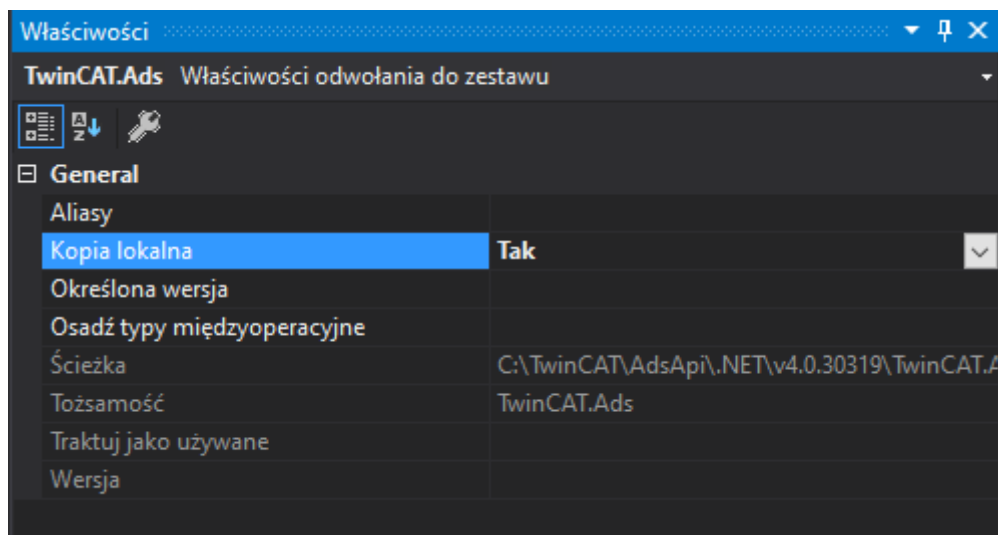 Właściwości
TwinCAT.Ads Właściwości odwołania do zestawu
General
Aliasy
Kopia lokalna Tak
Określona wersja
Osadź typy międzyoperacyjne
Ścieżka C:\TwinCAT\AdsApi\.NET\v4.0.30319\TwinCAT.A
Tożsamość TwinCAT.Ads
Traktuj jako używane
Wersja